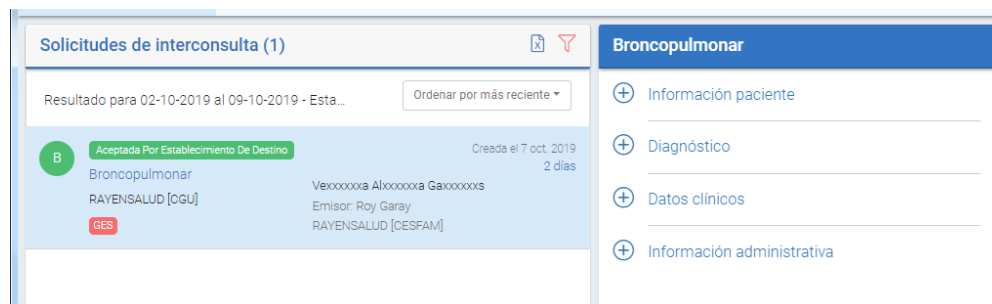 Solicitudes de interconsulta (1)
Resultado para 02-10-2019 al 09-10-2019 - Esta...
Ordenar por más reciente
B
Aceptada Por Establecimiento De Destino
Creada el 7 oct. 2019
2 días
Broncopulmonar
RAYENSALUD [CGU]
GES
Vexxxxxxa Alxxxxxxa Gaxxxxxxs
Emisor: Roy Garay
RAYENSALUD [CESFAM]
Broncopulmonar
Información paciente
Diagnóstico
Datos clínicos
Información administrativa